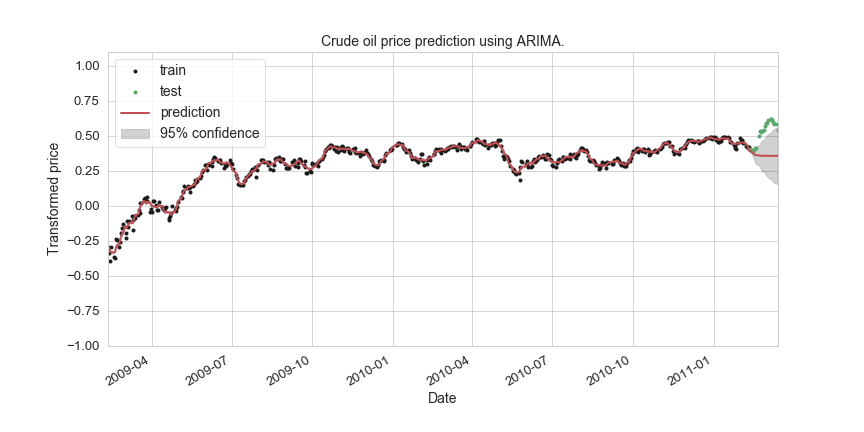 Crude oil price prediction using ARIMA.
train
test
prediction
95% confidence
1.00
0.75
0.50
0.25
0.00
−0.25
−0.50
−0.75
−1.00
Transformed price
2009-04
2009-07
2009-10
2010-01
2010-04
2010-07
2010-10
2011-01
Date